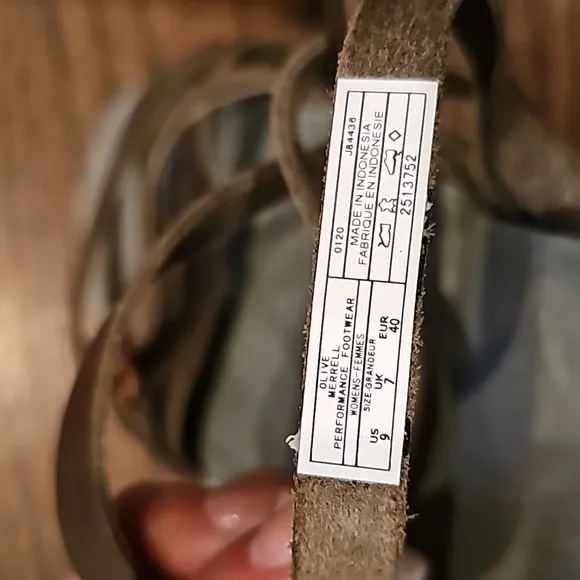 OLIVE
MERRELL
PERFORMANCE FOOTWEAR
WOMENS-FEMMES
SIZE-GRANDEUR
US UK EUR
9 7 40
0120 J84436
MADE IN INDONESIA
FABRIQUE EN INDONESIE
2513752